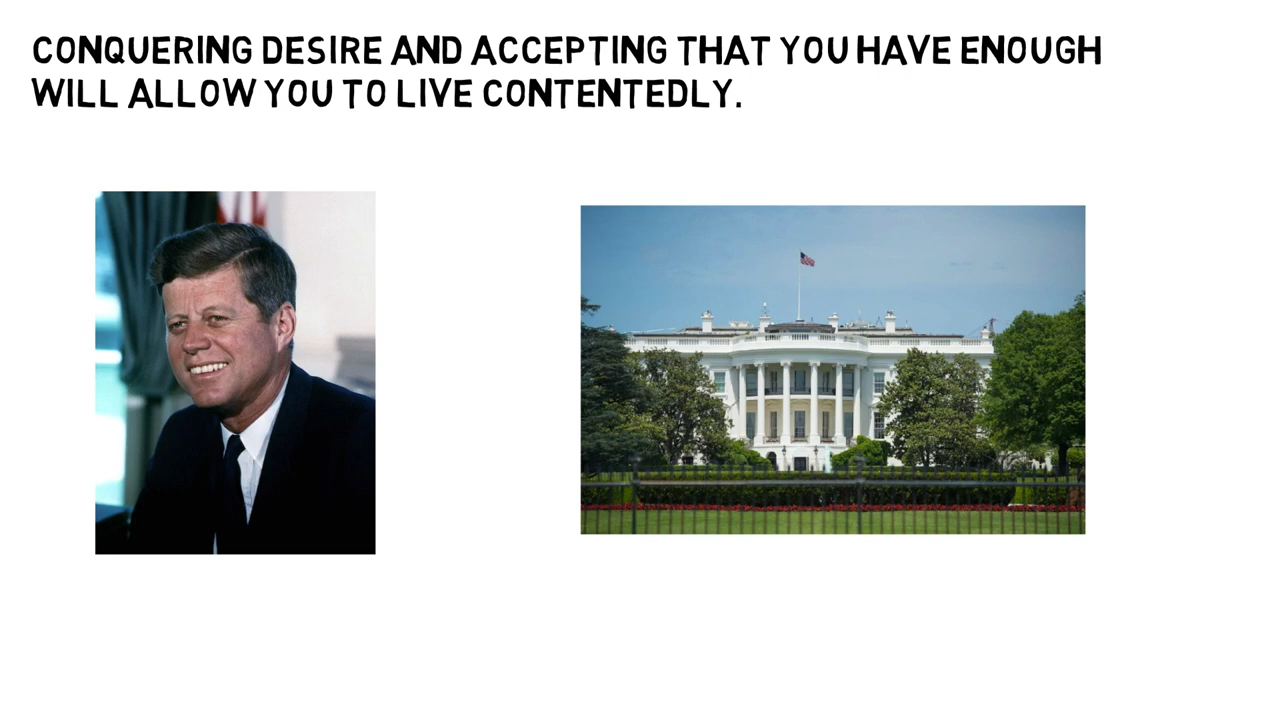 CONQUERING DESIRE AND ACCEPTING THAT YOU HAVE ENOUGH
WILL ALLOW YOU TO LIVE CONTENTEDLY.